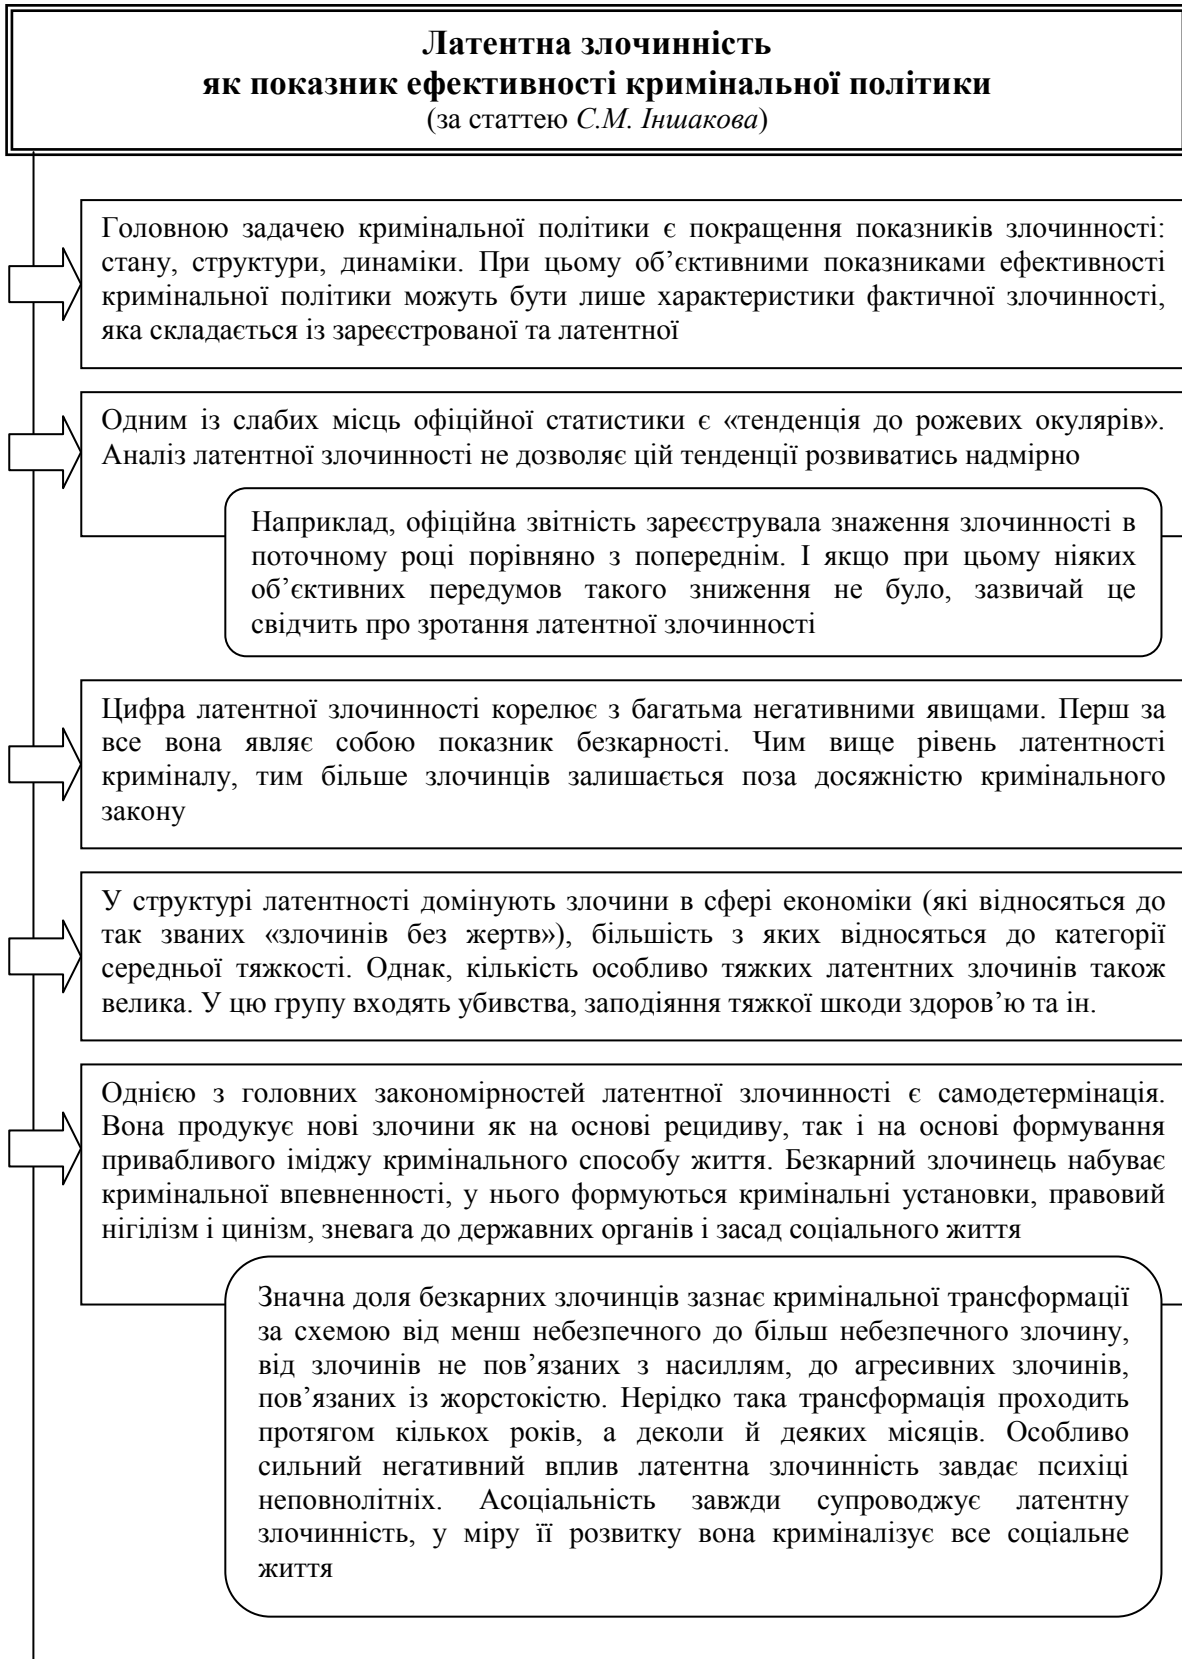 Латентна злочинність
як показник ефективності кримінальної політики
(за статтею С.М. Іншакова)
Головною задачею кримінальної політики є покращення показників злочинності:
стану, структури, динаміки. При цьому об’єктивними показниками ефективності
кримінальної політики можуть бути лише характеристики фактичної злочинності,
яка складається із зареєстрованої та латентної
Одним із слабих місць офіційної статистики є «тенденція до рожевих окулярів».
Аналіз латентної злочинності не дозволяє цій тенденції розвиватись надмірно
Наприклад, офіційна звітність зареєструвала знаження злочинності в
поточному році порівняно з попереднім. І якщо при цьому ніяких
об’єктивних передумов такого зниження не було, зазвичай це
свідчить про зротання латентної злочинності
Цифра латентної злочинності корелює з багатьма негативними явищами. Перш за
все вона являє собою показник безкарності. Чим вище рівень латентності
криміналу, тим більше злочинців залишається поза досяжністю кримінального
закону
У структурі латентності домінують злочини в сфері економіки (які відносяться до
так званих «злочинів без жертв»), більшість з яких відносяться до категорії
середньої тяжкості. Однак, кількість особливо тяжких латентних злочинів також
велика. У цю групу входять убивства, заподіяння тяжкої шкоди здоров’ю та ін.
Однією з головних закономірностей латентної злочинності є самодетермінація.
Вона продукує нові злочини як на основі рецидиву, так і на основі формування
привабливого іміджу кримінального способу життя. Безкарний злочинець набуває
кримінальної впевненності, у нього формуються кримінальні установки, правовий
нігілізм і цинізм, зневага до державних органів і засад соціального життя
Значна доля безкарних злочинців зазнає кримінальної трансформації
за схемою від менш небезпечного до більш небезпечного злочину,
від злочинів не пов’язаних з насиллям, до агресивних злочинів,
пов’язаних із жорстокістю. Нерідко така трансформація проходить
протягом кількох років, а деколи й деяких місяців. Особливо
сильний негативний вплив латентна злочинність завдає психіці
неповнолітніх. Асоціальність завжди супроводжує латентну
злочинність, у міру її розвитку вона криміналізує все соціальне
життя